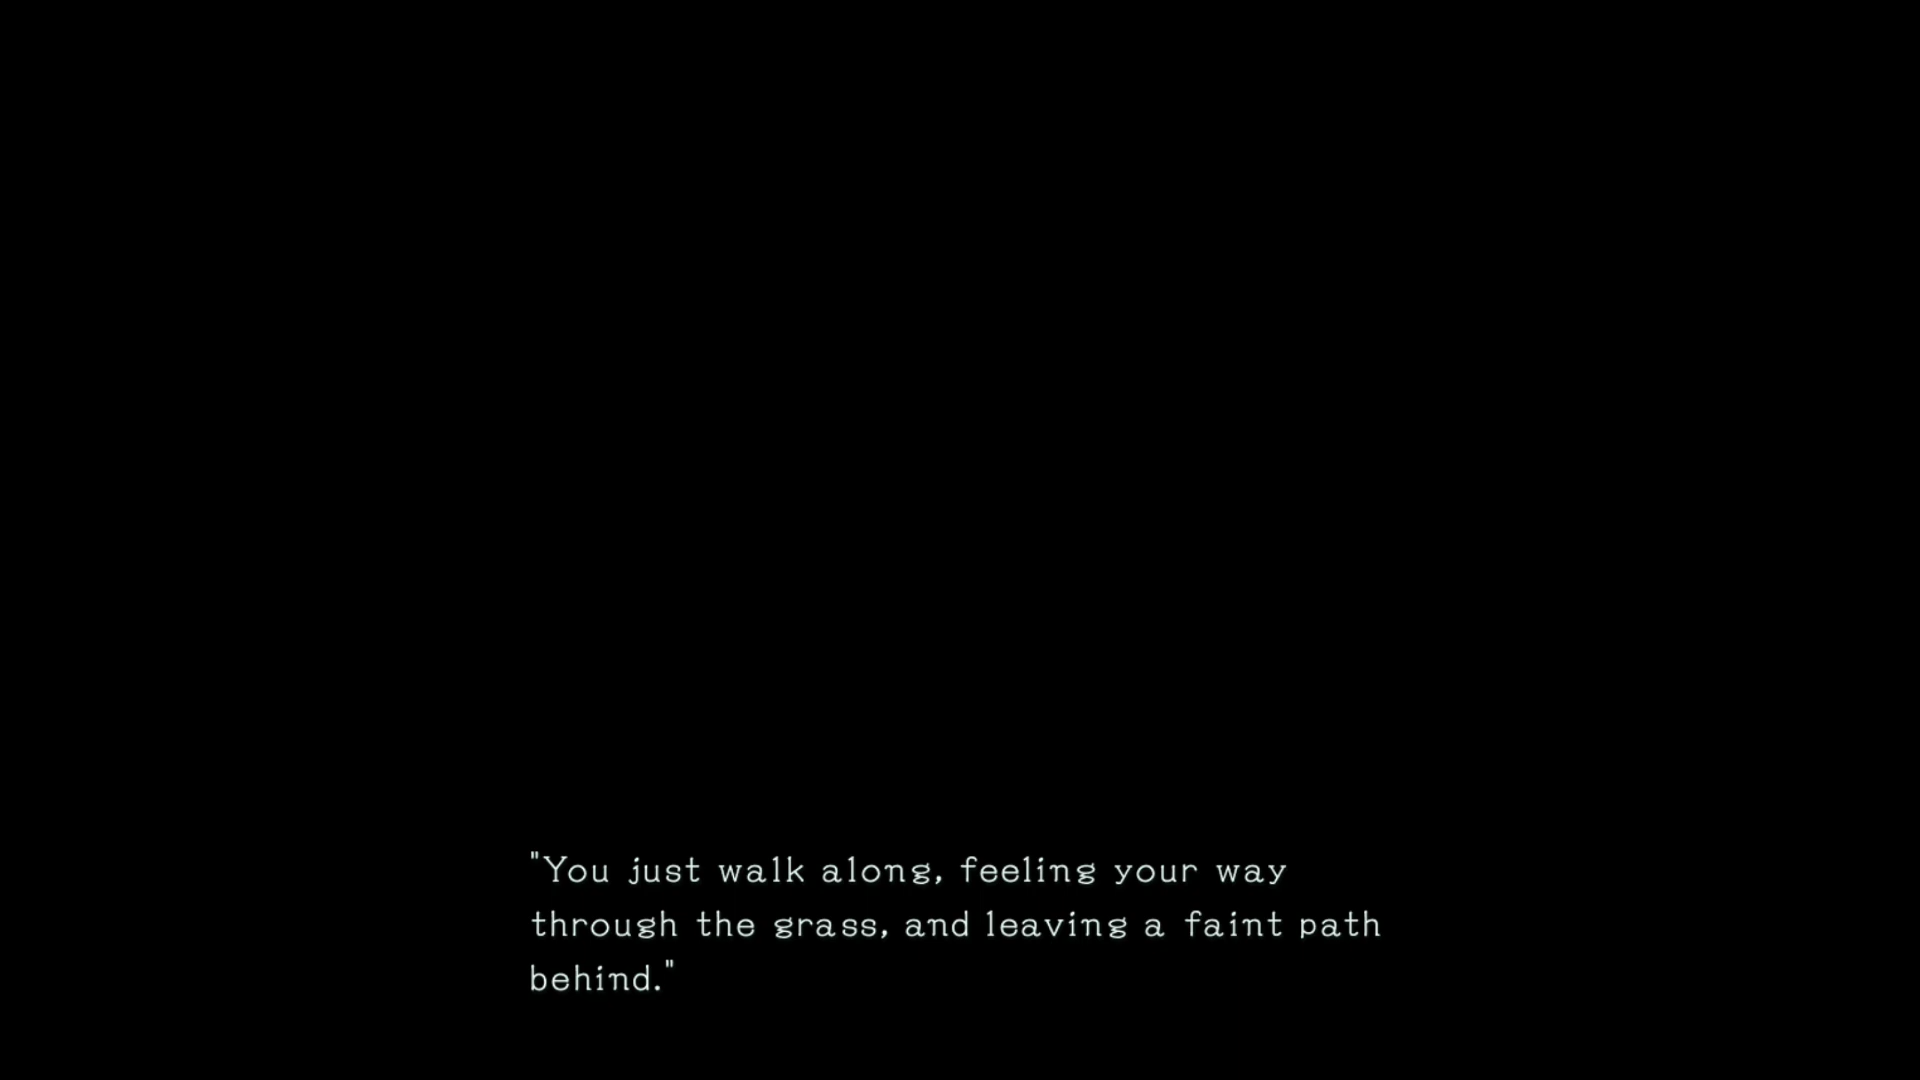 "You just walk along, feeling your way
through the grass, and leaving a faint path
behind."